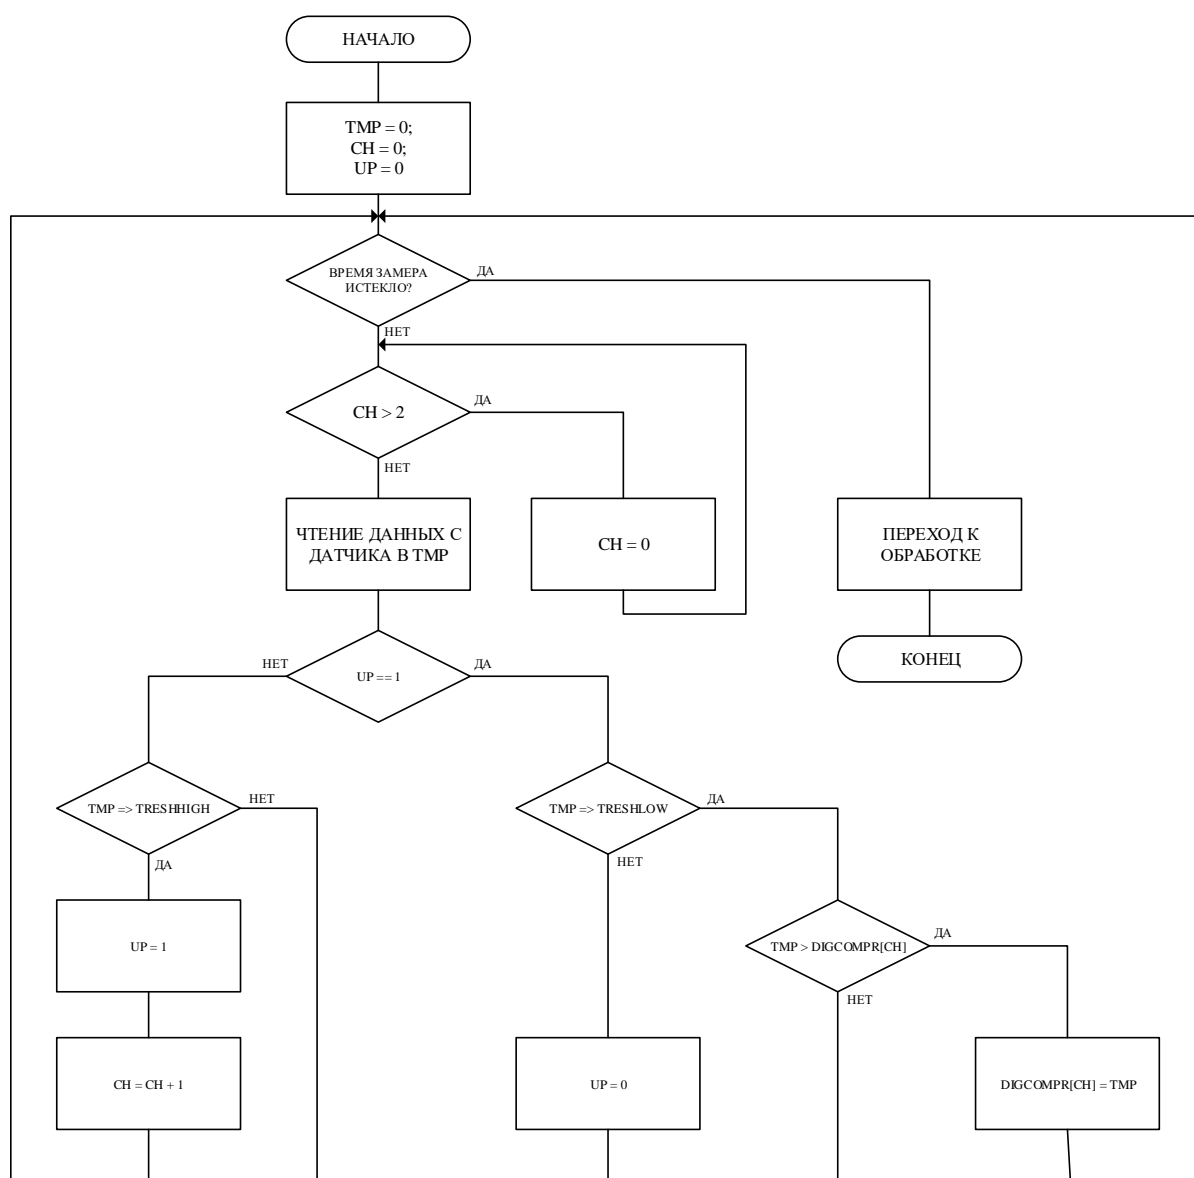 НАЧАЛО
TMP = 0;
CH = 0;
UP = 0
ВРЕМЯ ЗАМЕРА
ИСТЕКЛО?
ДА
НЕТ
CH > 2
ДА
НЕТ
ЧТЕНИЕ ДАННЫХ С
ДАТЧИКА В TMP
CH = 0
ПЕРЕХОД К
ОБРАБОТКЕ
КОНЕЦ
НЕТ
UP == 1
ДА
TMP => TRESHHIGH
НЕТ
ДА
TMP => TRESHLOW
ДА
НЕТ
UP = 1
TMP > DIGCOMPR[CH]
ДА
НЕТ
CH = CH + 1
UP = 0
DIGCOMPR[CH] = TMP